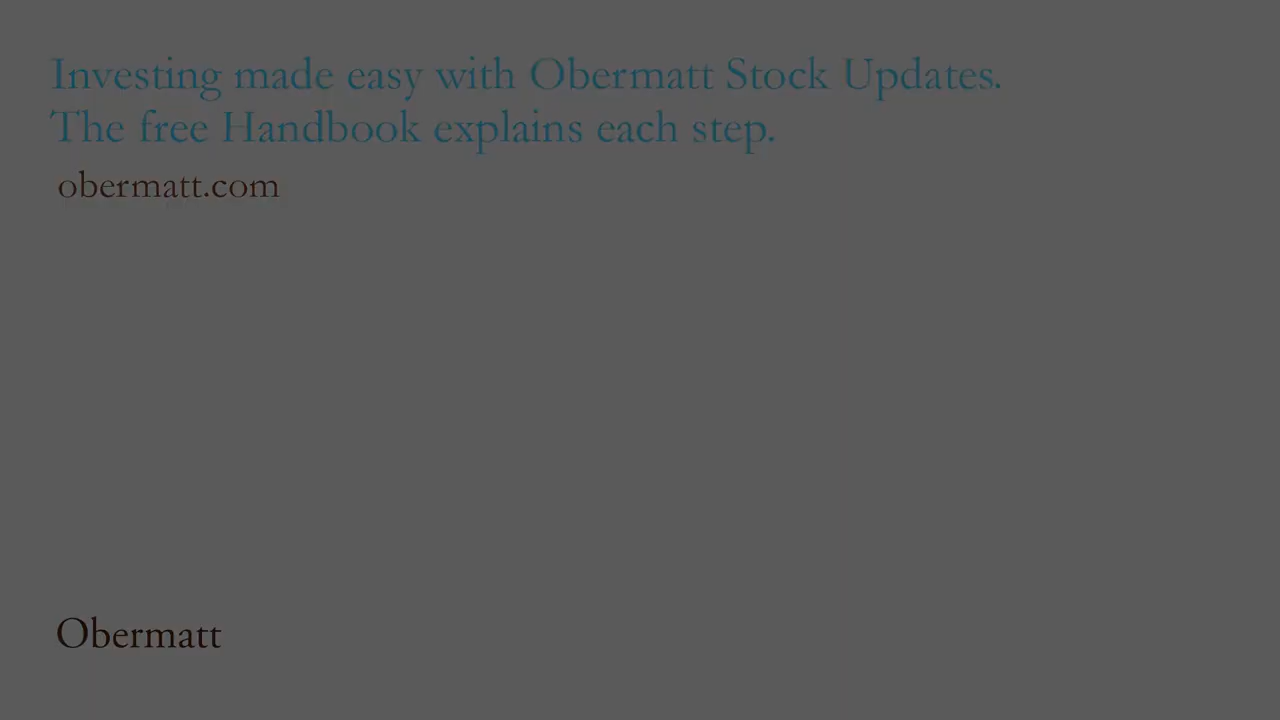 Investing made easy with Obermatt Stock Updates.
The free Handbook explains each step.
obermatt.com
Obermatt